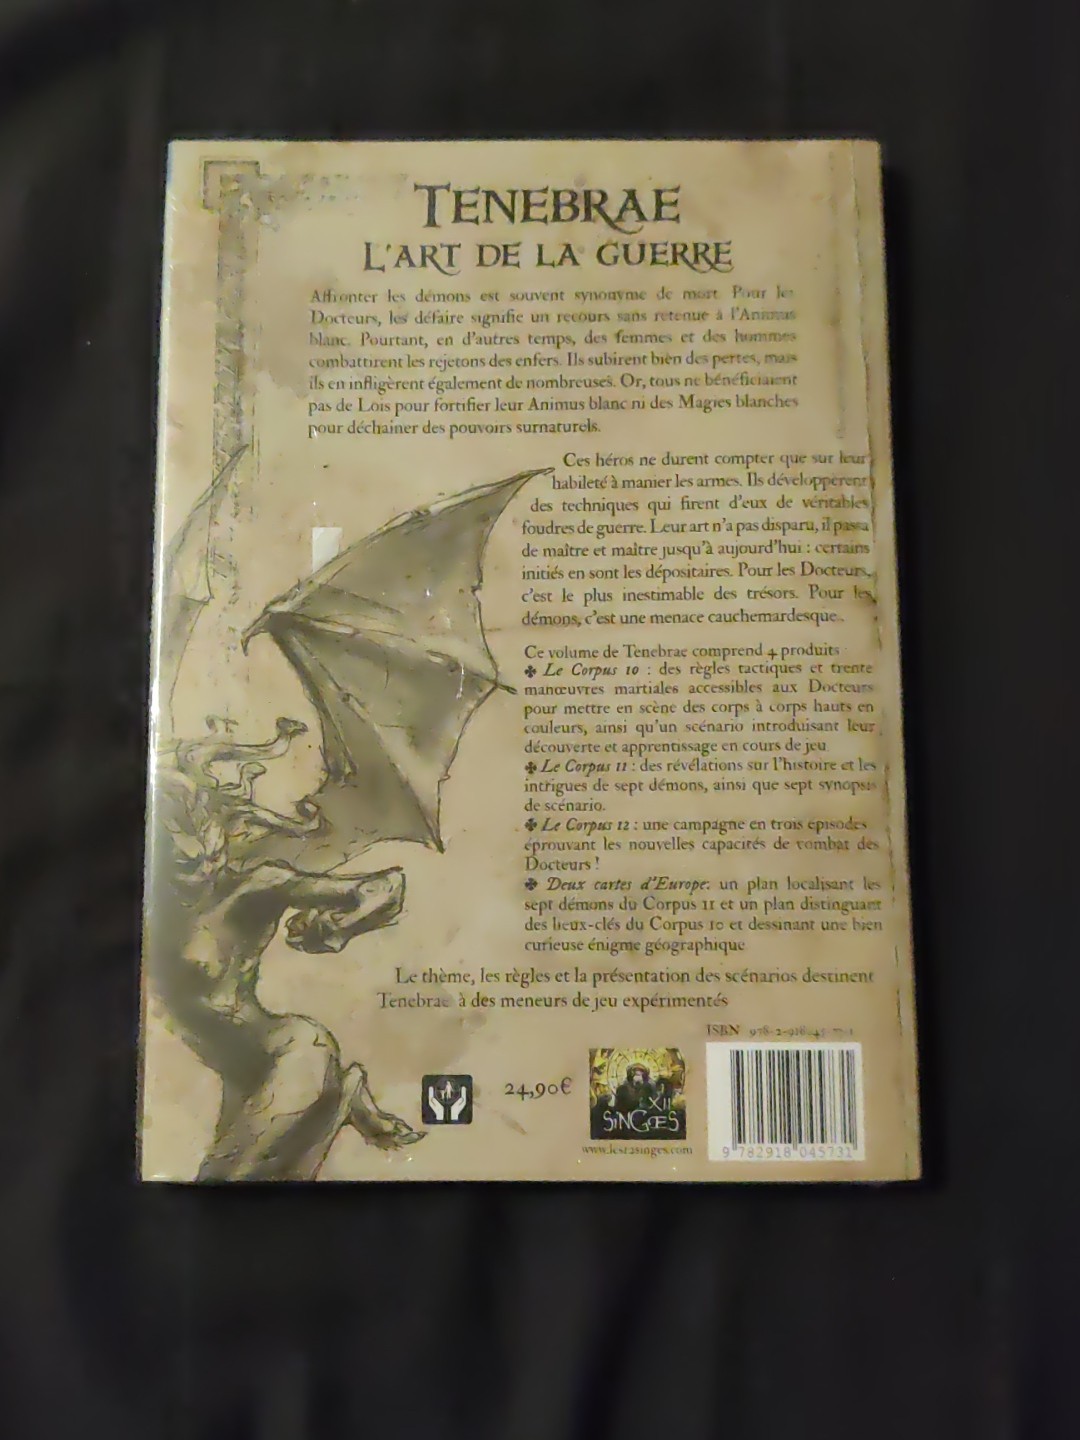 TENEBRAE
L'ART DE LA GUERRE
Affronter les démons est souvent synonyme de mort. Pour les
Docteurs, les défaire signifie un recours sans retenue à l'Animus
blanc. Pourtant, en d'autres temps, des femmes et des hommes
combattirent les rejetons des enfers. Ils subirent bien des pertes, mais
ils en infligèrent également de nombreuses. Or, tous ne bénéficiaient
pas de Lois pour fortifier leur Animus blanc ni des Magies blanches
pour déchaîner des pouvoirs surnaturels.
Ces héros ne durent compter que sur leur
habileté à manier les armes. Ils développèrent
des techniques qui firent d'eux de véritables
foudres de guerre. Leur art n'a pas disparu, il passa
de maître et maître jusqu'à aujourd'hui : certains
initiés en sont les dépositaires. Pour les Docteurs,
c'est le plus inestimable des trésors. Pour les
démons, c'est une menace cauchemardesque.
Ce volume de Tenebrae comprend 4 produits
✤ Le Corpus 10 : des règles tactiques et trente
manœuvres martiales accessibles aux Docteurs
pour mettre en scène des corps à corps hauts en
couleurs, ainsi qu'un scénario introduisant leur
découverte et apprentissage en cours de jeu
✤ Le Corpus 11 : des révélations sur l'histoire et les
intrigues de sept démons, ainsi que sept synopsis
de scénario.
✤ Le Corpus 12 : une campagne en trois épisodes
éprouvant les nouvelles capacités de combat des
Docteurs !
✤ Deux cartes d'Europe: un plan localisant les
sept démons du Corpus 11 et un plan distinguant
des lieux-clés du Corpus 10 et dessinant une bien
curieuse énigme géographique
Le thème, les règles et la présentation des scénarios destinent
Tenebrae à des meneurs de jeu expérimentés
ISBN
24,90€
XII
SINGES
www.les12singes.com
9 782918 045731